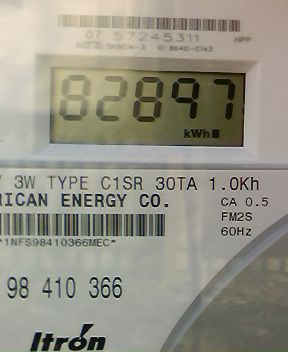 07 57245311
HPP
82897
kWh
V 3W TYPE C1SR 30TA 1.0Kh
RICAN ENERGY CO.
CA 0.5
FM2S
60Hz
*1NFS98410366MEC*
98 410 366
Itron